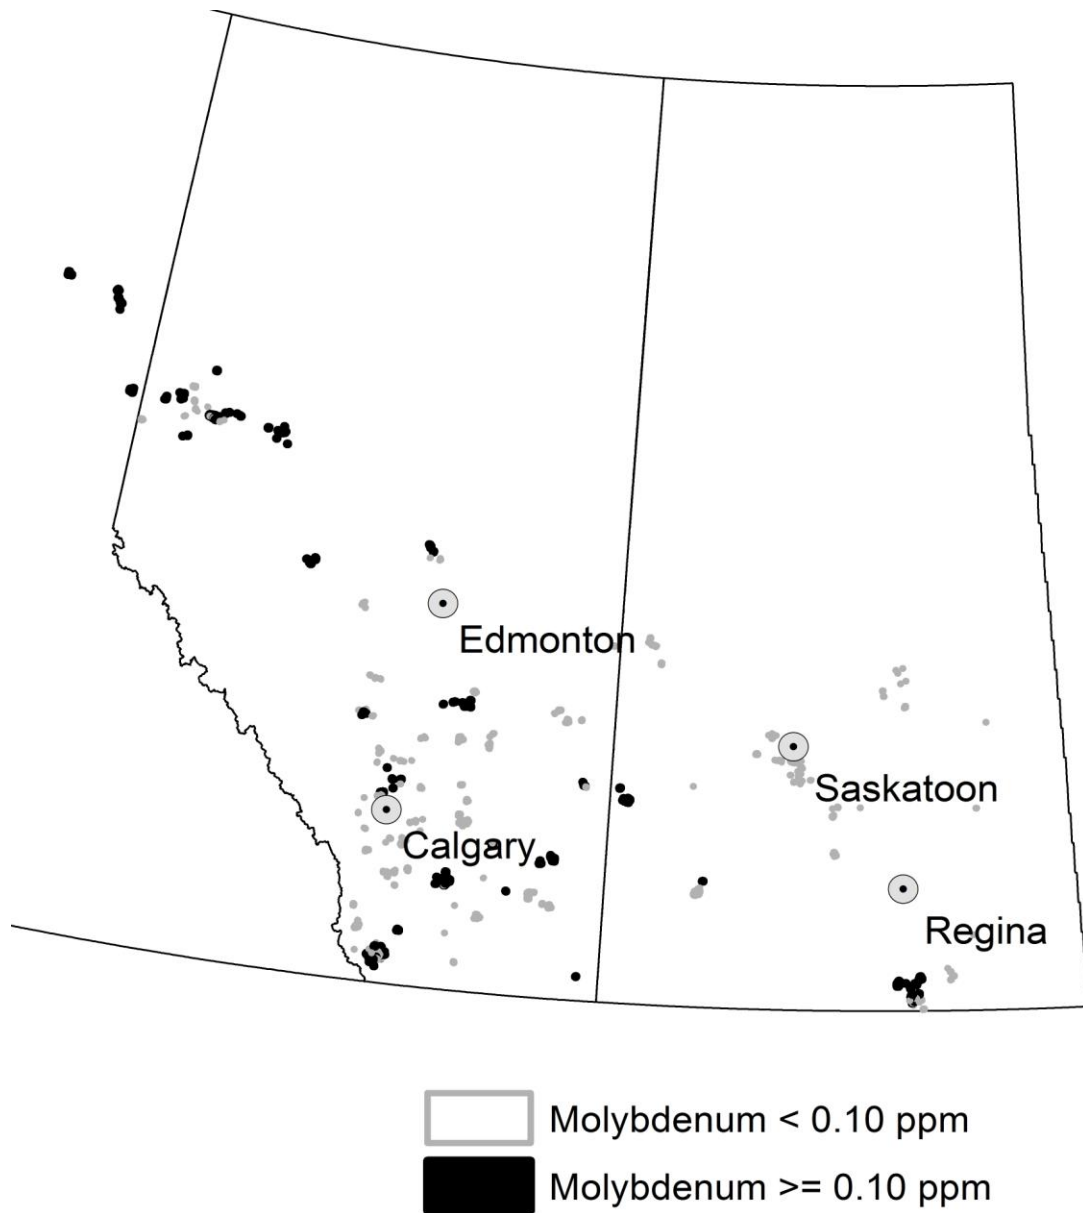 Edmonton
Saskatoon
Calgary
Regina
Molybdenum < 0.10 ppm
Molybdenum >= 0.10 ppm